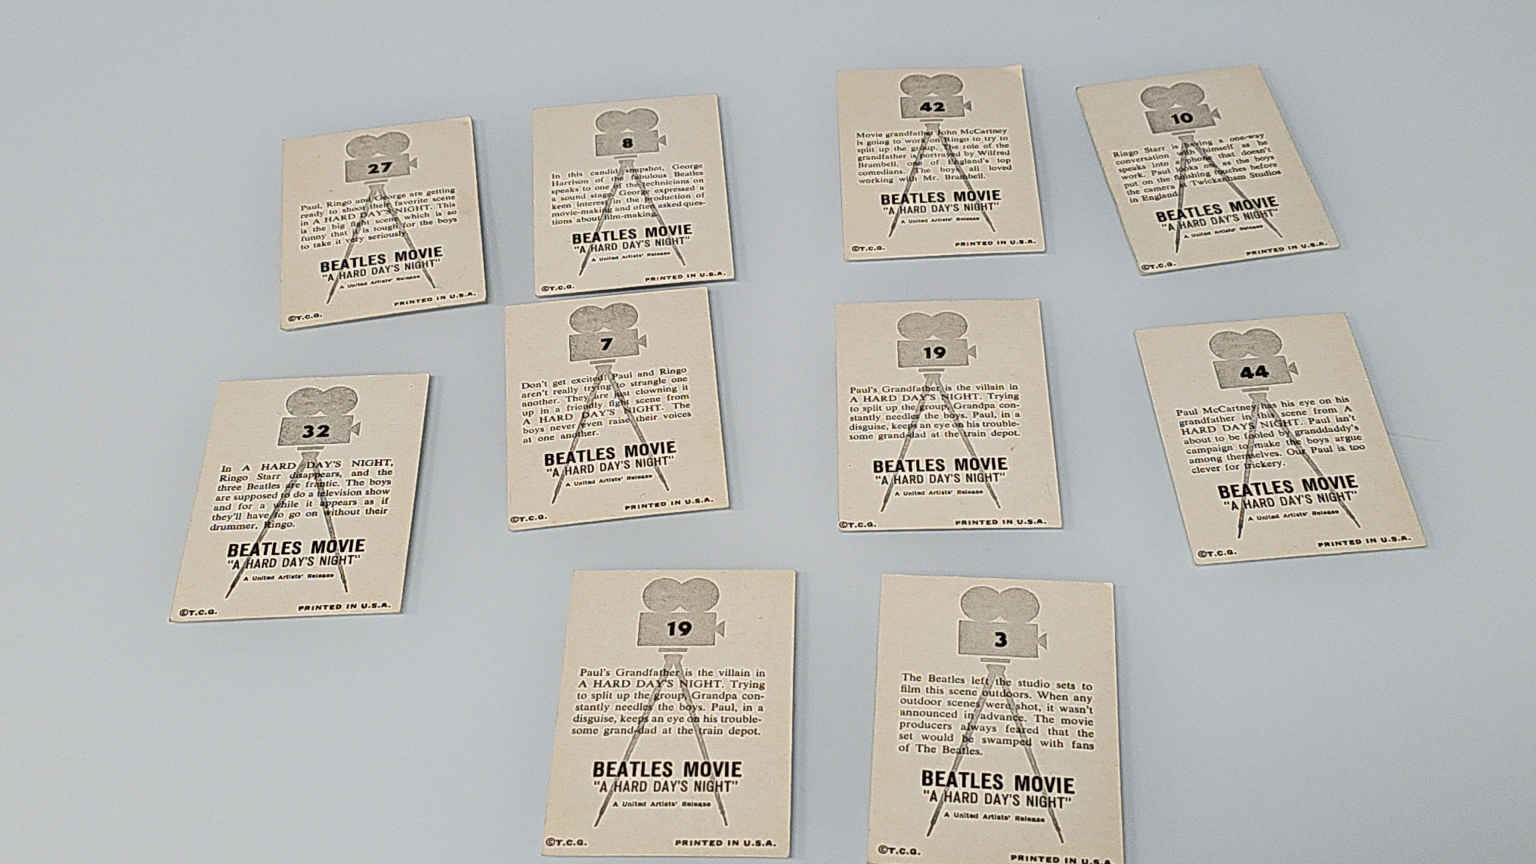 27
Paul, Ringo and George are getting
ready to shoot their favorite scene
in A HARD DAY'S NIGHT. This
is the big fight scene which is so
funny that it is tough for the boys
to take it very seriously.
BEATLES MOVIE
"A HARD DAY'S NIGHT"
A United Artists' Release
PRINTED IN U.S.A.
©T.C.G.
8
In this candid snapshot, George
Harrison of the fabulous Beatles
speaks to one of the technicians on
a sound stage. George expressed a
keen interest in the production of
movie-making and often asked ques-
tions about film-making.
BEATLES MOVIE
"A HARD DAY'S NIGHT"
A United Artists' Release
PRINTED IN U.S.A.
©T.C.G.
42
Movie grandfather John McCartney
is going to work on Ringo to try to
split up the group. The role of the
grandfather is portrayed by Wilfred
Brambell, one of England's top
comedians. The boys all loved
working with Mr. Brambell.
BEATLES MOVIE
"A HARD DAY'S NIGHT"
A United Artists' Release
PRINTED IN U.S.A.
©T.C.G.
10
Ringo Starr is having a one-way
conversation with himself as he
speaks into a phone that doesn't
work. Paul looks on as the boys
put on the finishing touches before
the camera at Twickenham Studios
in England.
BEATLES MOVIE
"A HARD DAY'S NIGHT"
A United Artists' Release
PRINTED IN U.S.A.
©T.C.G.
32
In A HARD DAY'S NIGHT,
Ringo Starr disappears, and the
three Beatles are frantic. The boys
are supposed to do a television show
and for a while it appears as if
they'll have to go on without their
drummer, Ringo.
BEATLES MOVIE
"A HARD DAY'S NIGHT"
A United Artists' Release
PRINTED IN U.S.A.
©T.C.G.
7
Don't get excited! Paul and Ringo
aren't really trying to strangle one
another. They are just clowning it
up in a friendly fight scene from
A HARD DAY'S NIGHT. The
boys never even raise their voices
at one another.
BEATLES MOVIE
"A HARD DAY'S NIGHT"
A United Artists' Release
PRINTED IN U.S.A.
©T.C.G.
19
Paul's Grandfather is the villain in
A HARD DAY'S NIGHT. Trying
to split up the group, Grandpa con-
stantly needles the boys. Paul, in a
disguise, keeps an eye on his trouble-
some grand-dad at the train depot.
BEATLES MOVIE
"A HARD DAY'S NIGHT"
A United Artists' Release
©T.C.G.
PRINTED IN U.S.A.
44
Paul McCartney has his eye on his
grandfather in this scene from A
HARD DAY'S NIGHT. Paul isn't
about to be fooled by granddaddy's
campaign to make the boys argue
among themselves. Our Paul is too
clever for trickery.
BEATLES MOVIE
"A HARD DAY'S NIGHT"
A United Artists' Release
PRINTED IN U.S.A.
©T.C.G.
19
Paul's Grandfather is the villain in
A HARD DAY'S NIGHT. Trying
to split up the group, Grandpa con-
stantly needles the boys. Paul, in a
disguise, keeps an eye on his trouble-
some grand-dad at the train depot.
BEATLES MOVIE
"A HARD DAY'S NIGHT"
A United Artists' Release
©T.C.G.
PRINTED IN U.S.A.
3
The Beatles left the studio sets to
film this scene outdoors. When any
outdoor scenes were shot, it wasn't
announced in advance. The movie
producers always feared that the
set would be swamped with fans
of The Beatles.
BEATLES MOVIE
"A HARD DAY'S NIGHT"
A United Artists' Release
©T.C.G.
PRINTED IN U.S.A.